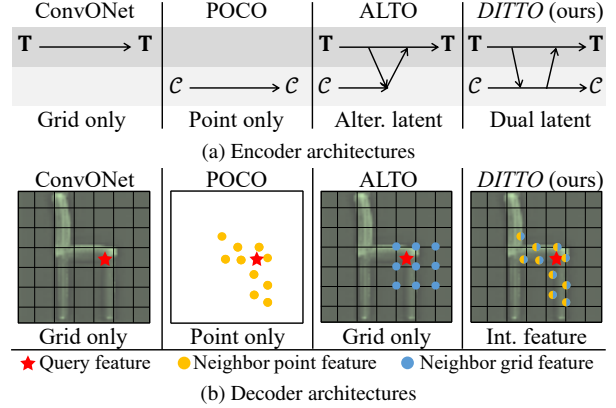 ConvONet POCO ALTO DITTO (ours)
T T T T T T
C C C C C
Grid only Point only Alter. latent Dual latent
(a) Encoder architectures
ConvONet POCO ALTO DITTO (ours)
Grid only Point only Grid only Int. feature
Query feature Neighbor point feature Neighbor grid feature
(b) Decoder architectures